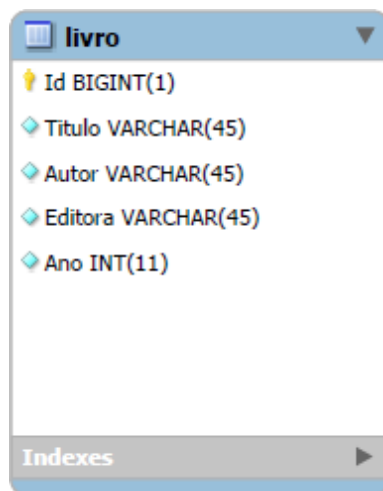 livro
Id BIGINT(1)
Titulo VARCHAR(45)
Autor VARCHAR(45)
Editora VARCHAR(45)
Ano INT(11)
Indexes